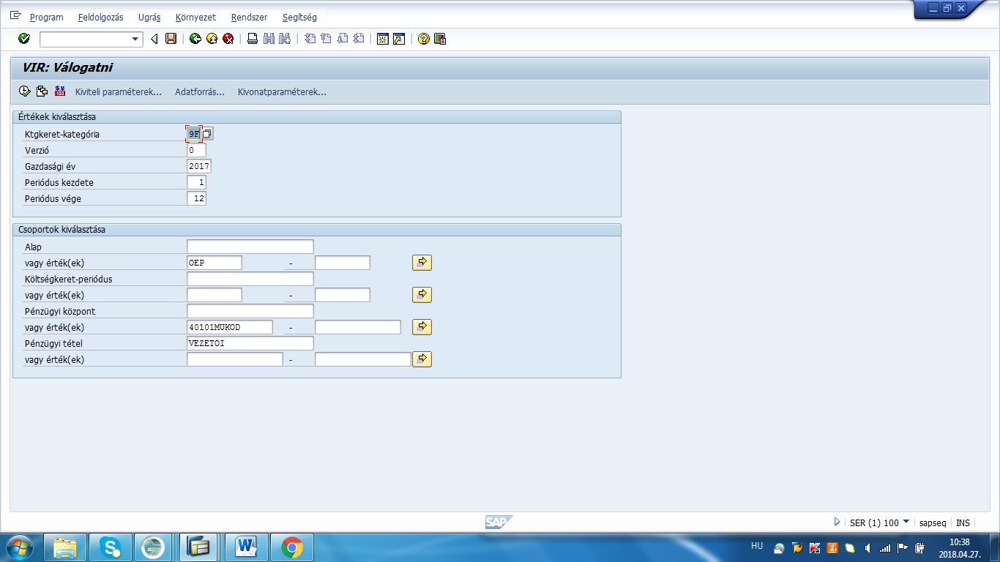 Program Feldolgozás Ugrás Környezet Rendszer Segítség
VIR: Válogatni
Kiviteli paraméterek... Adatforrás... Kivonatparaméterek...
Értékek kiválasztása
Ktgkeret-kategória 9F
Verzió 0
Gazdasági év 2017
Periódus kezdete 1
Periódus vége 12
Csoportok kiválasztása
Alap
vagy érték(ek) OEP -
Költségkeret-periódus
vagy érték(ek) -
Pénzügyi központ
vagy érték(ek) 40101MUKOD -
Pénzügyi tétel VEZETOI
vagy érték(ek) -
SAP SER (1) 100 sapseq INS
HU 10:38
2018.04.27.